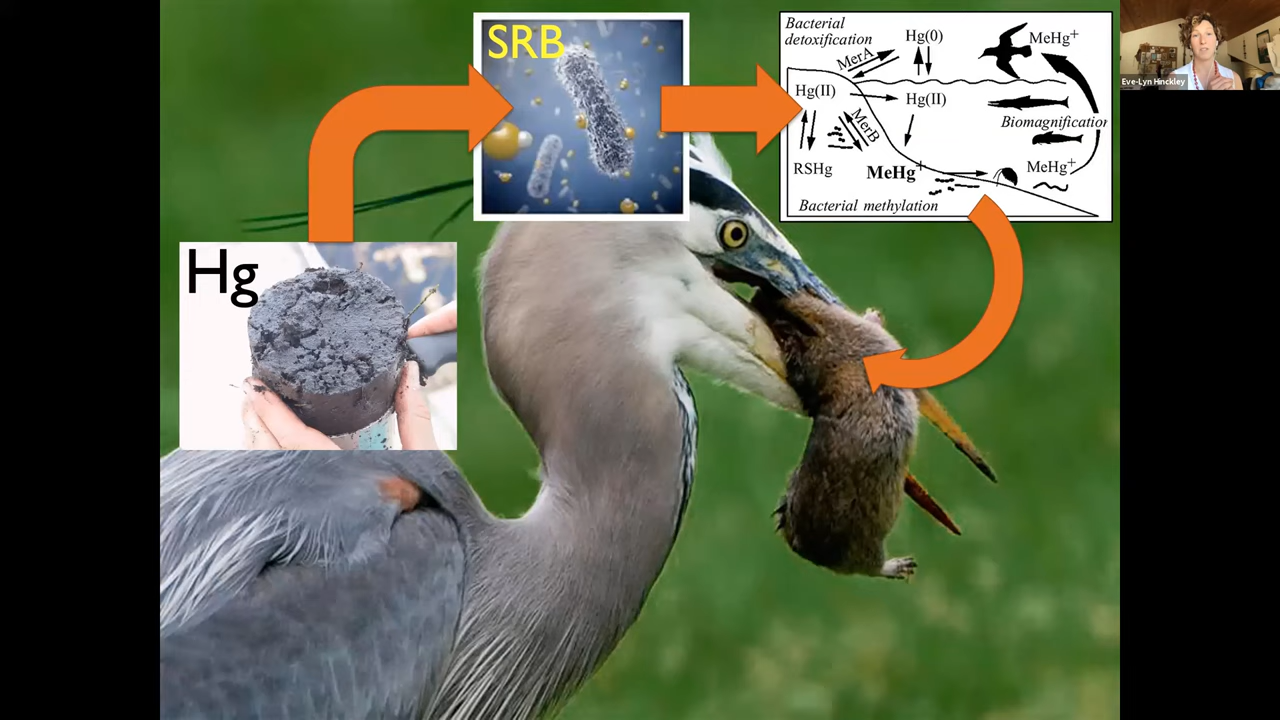 SRB
Bacterial
detoxification
Hg(0)
MeHg+
MerA
Hg(II)
Hg(II)
Biomagnification
MerB
RSHg
MeHg+
MeHg+
Bacterial methylation
Eve-Lyn Hinckley
Hg